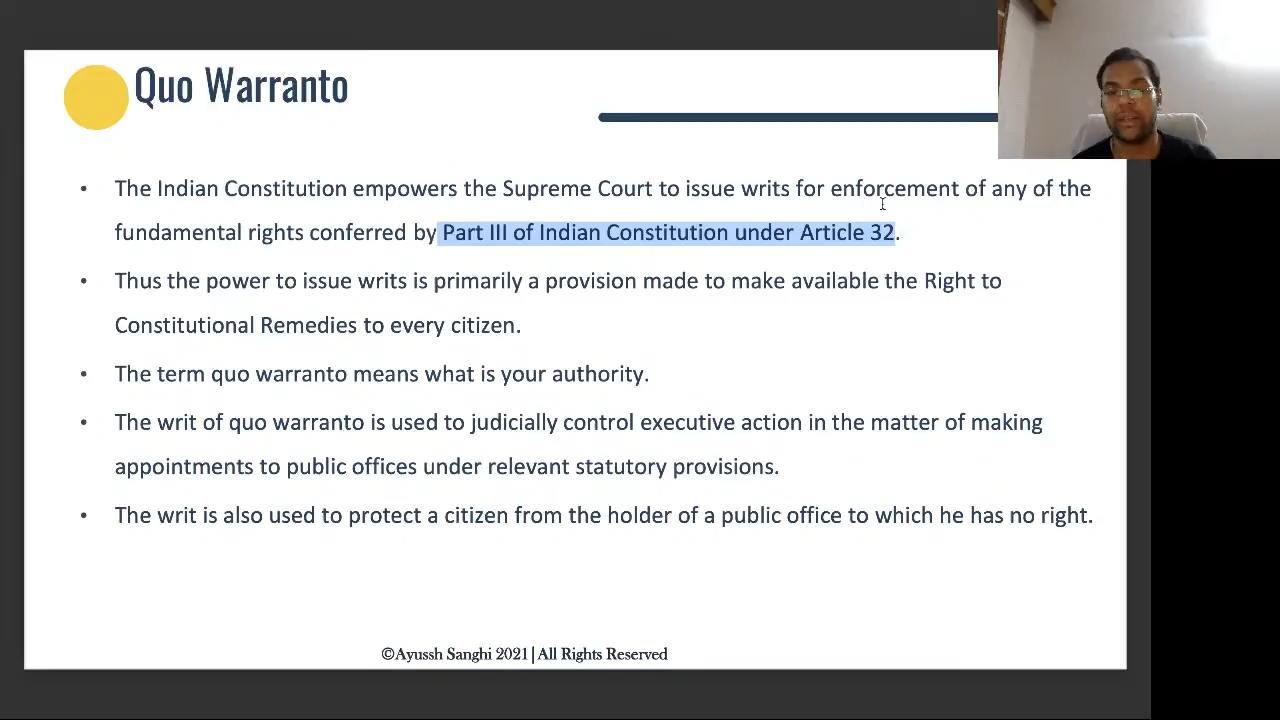 Quo Warranto
• The Indian Constitution empowers the Supreme Court to issue writs for enforcement of any of the
fundamental rights conferred by Part III of Indian Constitution under Article 32.
• Thus the power to issue writs is primarily a provision made to make available the Right to
Constitutional Remedies to every citizen.
• The term quo warranto means what is your authority.
• The writ of quo warranto is used to judicially control executive action in the matter of making
appointments to public offices under relevant statutory provisions.
• The writ is also used to protect a citizen from the holder of a public office to which he has no right.
©Ayussh Sanghi 2021|All Rights Reserved